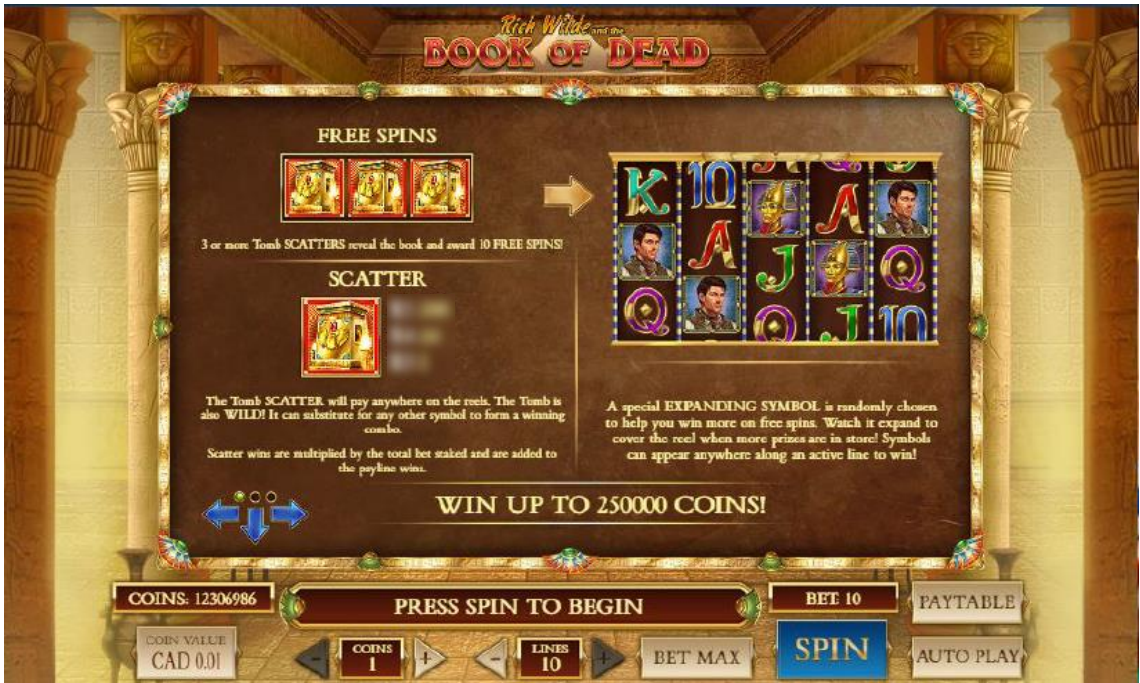 Rich Wilde and the
BOOK OF DEAD
FREE SPINS
3 or more Tomb SCATTERS reveal the book and award 10 FREE SPINS!
SCATTER
The Tomb SCATTER will pay anywhere on the reels. The Tomb is
also WILD! It can substitute for any other symbol to form a winning
combo.
Scatter wins are multiplied by the total bet staked and are added to
the payline wins.
K 10 A
A
J
Q Q J 10
Q
A special EXPANDING SYMBOL is randomly chosen
to help you win more on free spins. Watch it expand to
cover the reel when more prizes are in store! Symbols
can appear anywhere along an active line to win!
WIN UP TO 250000 COINS!
COINS: 12306986
PRESS SPIN TO BEGIN
BET: 10
PAYTABLE
COIN VALUE
CAD 0.01
-
COINS
1
+
-
LINES
10
+
BET MAX
SPIN
AUTO PLAY